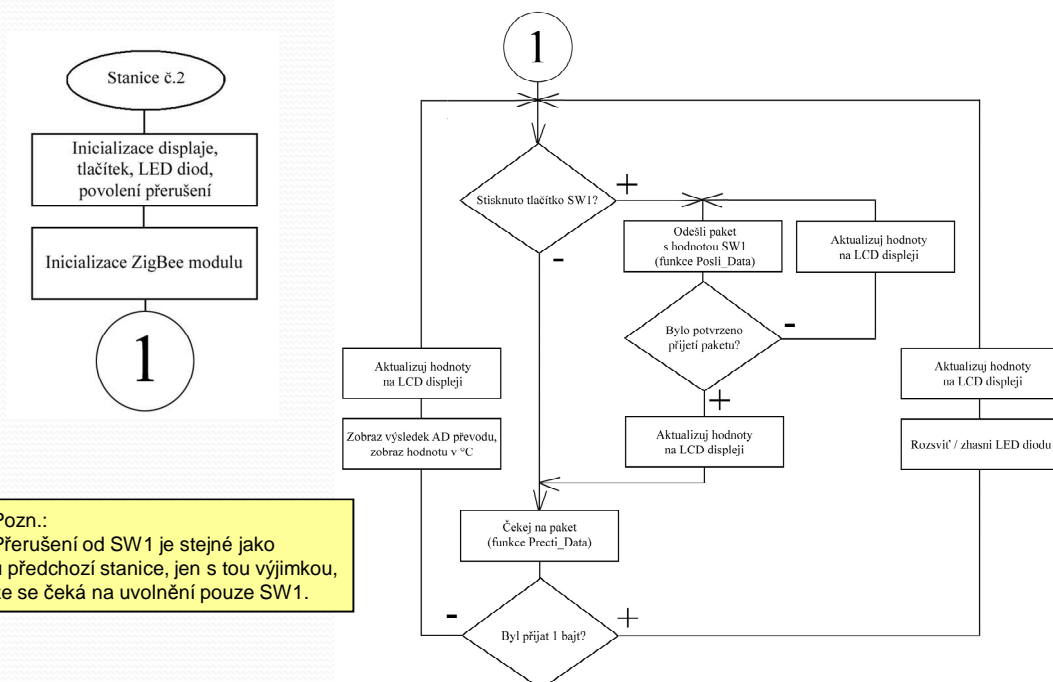 Stanice č.2
Inicializace displaje,
tlačítek, LED diod,
povolení přerušení
Inicializace ZigBee modulu
1
1
Stisknuto tlačítko SW1?
+
-
Odešli paket
s hodnotou SW1
(funkce Posli_Data)
Aktualizuj hodnoty
na LCD displeji
Bylo potvrzeno
přijetí paketu?
-
+
Aktualizuj hodnoty
na LCD displeji
Aktualizuj hodnoty
na LCD displeji
Zobraz výsledek AD převodu,
zobraz hodnotu v °C
Aktualizuj hodnoty
na LCD displeji
Rozsviť / zhasni LED diodu
Čekej na paket
(funkce Precti_Data)
Byl přijat 1 bajt?
-
+
Pozn.:
Přerušení od SW1 je stejné jako
u předchozí stanice, jen s tou výjimkou,
že se čeká na uvolnění pouze SW1.